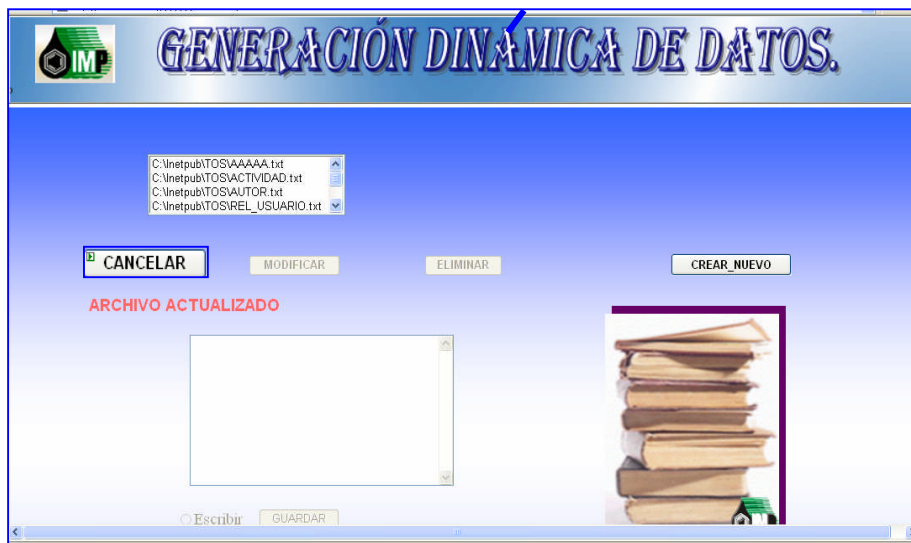 IMP
GENERACIÓN DINÁMICA DE DATOS.
C:\Inetpub\TOS\AAAAA.txt
C:\Inetpub\TOS\ACTIVIDAD.txt
C:\Inetpub\TOS\AUTOR.txt
C:\Inetpub\TOS\REL_USUARIO.txt
CANCELAR MODIFICAR ELIMINAR CREAR_NUEVO
ARCHIVO ACTUALIZADO
Escribir GUARDAR